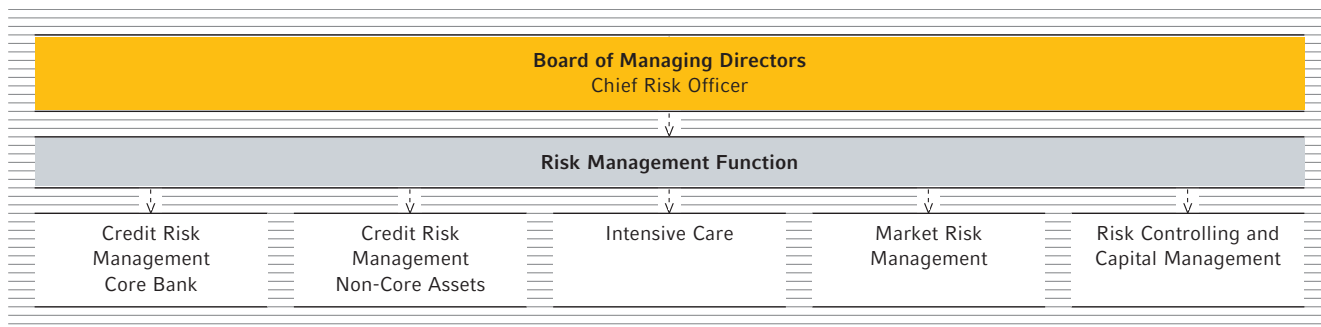 Board of Managing Directors
Chief Risk Officer
Risk Management Function
Credit Risk
Management
Core Bank
Credit Risk
Management
Non-Core Assets
Intensive Care
Market Risk
Management
Risk Controlling and
Capital Management